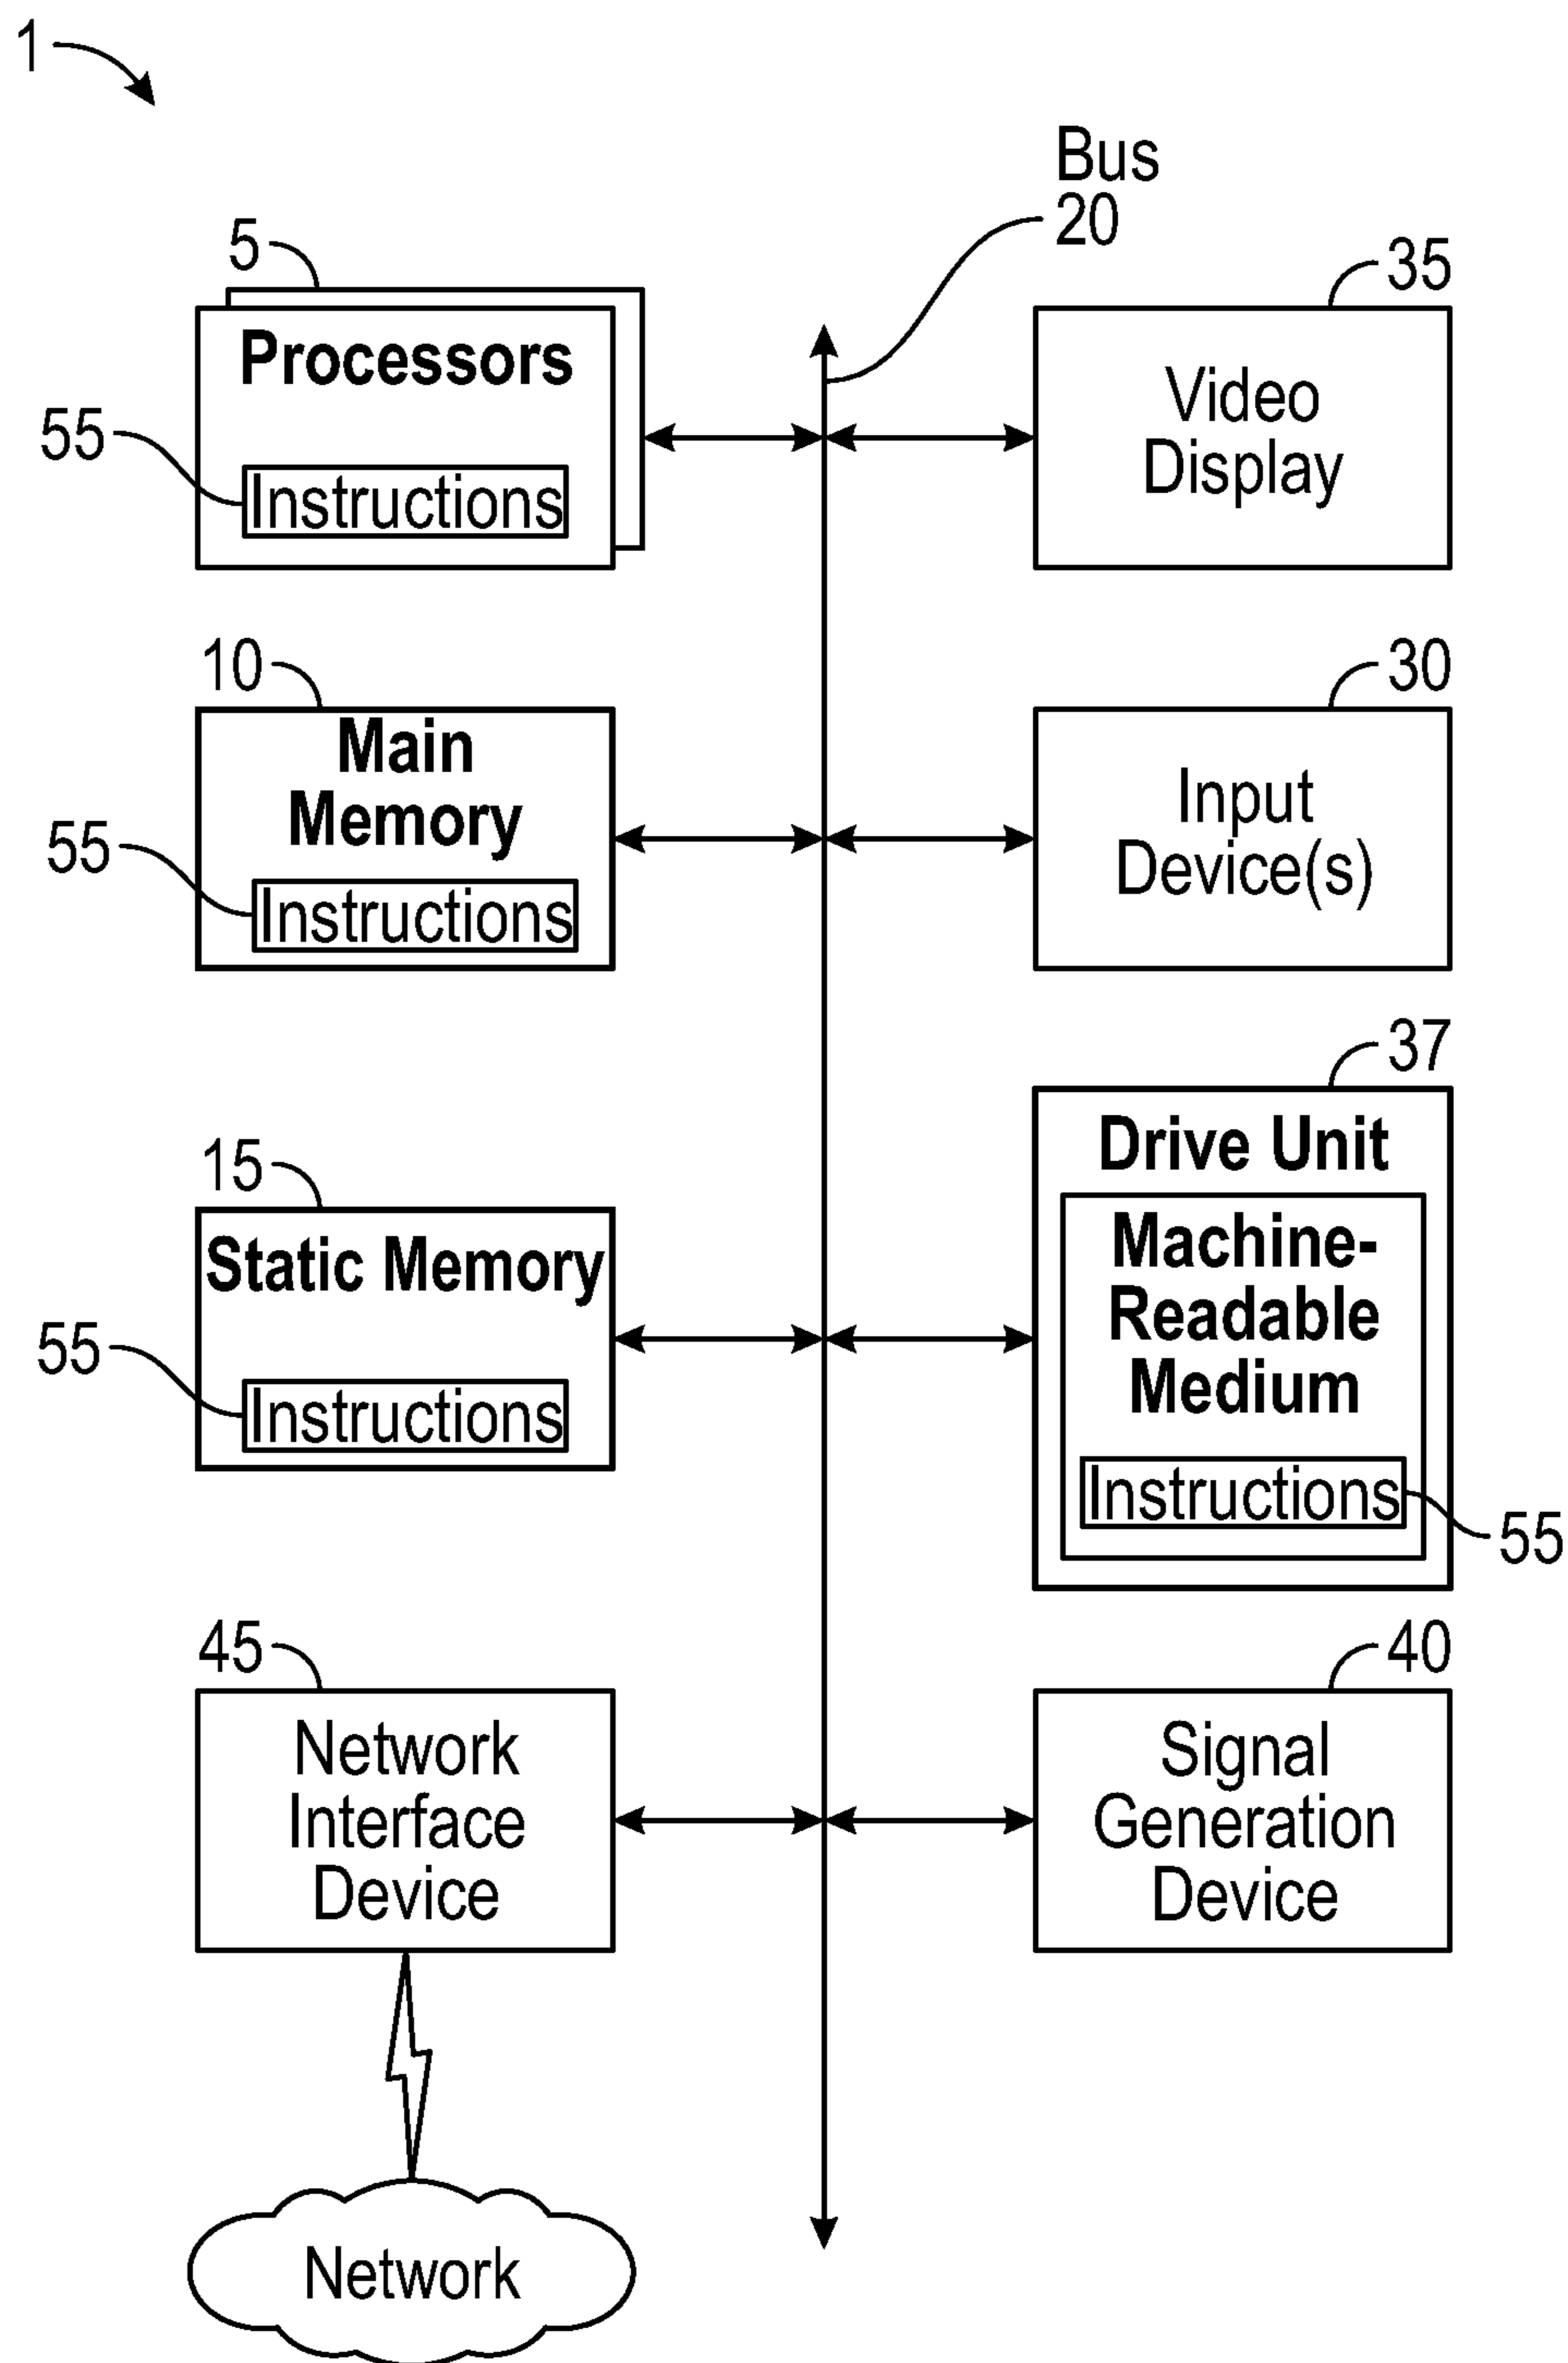 1
Bus
20
5
Processors
55
Instructions
35
Video
Display
10
Main
Memory
55
Instructions
30
Input
Device(s)
15
Static Memory
55
Instructions
37
Drive Unit
Machine-
Readable
Medium
Instructions
55
45
Network
Interface
Device
40
Signal
Generation
Device
Network